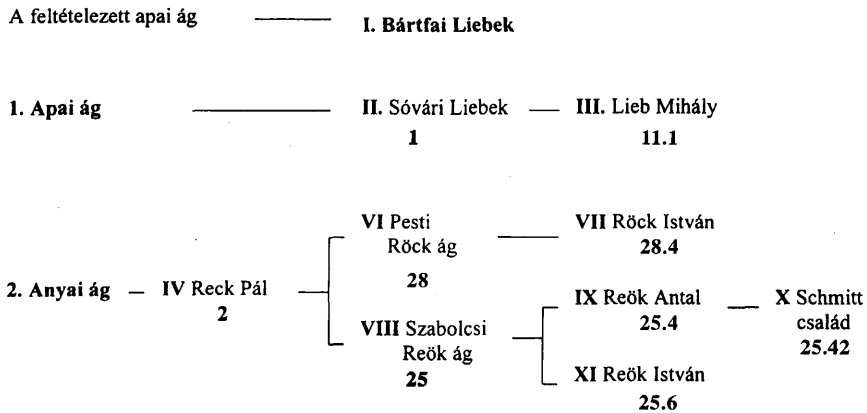 A feltételezett apai ág — I. Bártfai Liebek
1. Apai ág — II. Sóvári Liebek — III. Lieb Mihály
1 11.1
VI Pesti VII Röck István
Röck ág — 28.4
28
2. Anyai ág — IV Reck Pál
2
IX Reök Antal — X Schmitt
25.4 család
25.42
VIII Szabolcsi
Reök ág
25
XI Reök István
25.6